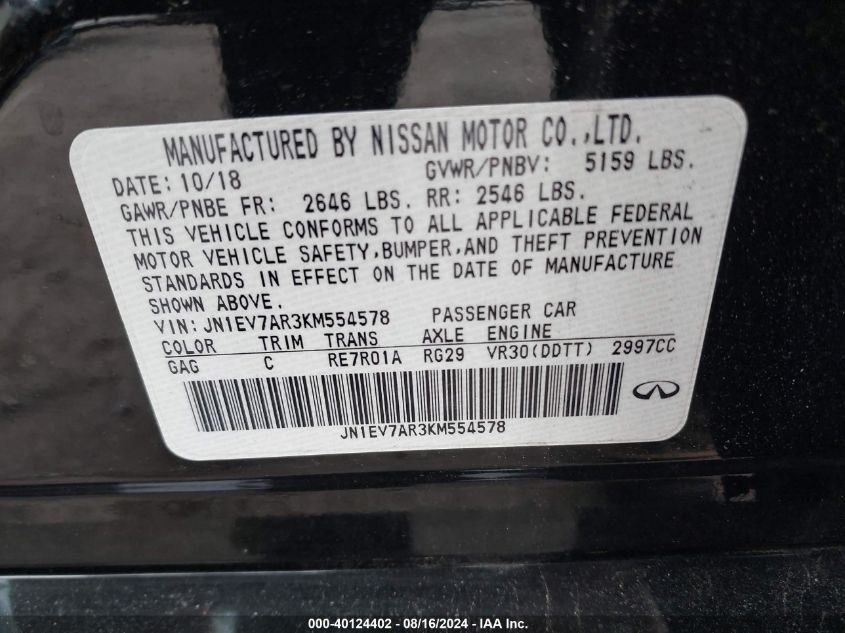 MANUFACTURED BY NISSAN MOTOR CO.,LTD.
DATE: 10/18 GVWR/PNBV: 5159 LBS.
GAWR/PNBE FR: 2646 LBS. RR: 2546 LBS.
THIS VEHICLE CONFORMS TO ALL APPLICABLE FEDERAL
MOTOR VEHICLE SAFETY,BUMPER,AND THEFT PREVENTION
STANDARDS IN EFFECT ON THE DATE OF MANUFACTURE
SHOWN ABOVE.
VIN: JN1EV7AR3KM554578 PASSENGER CAR
COLOR TRIM TRANS AXLE ENGINE
GAG C RE7R01A RG29 VR30(DDTT) 2997CC
JN1EV7AR3KM554578
000-40124402 - 08/16/2024 - IAA Inc.